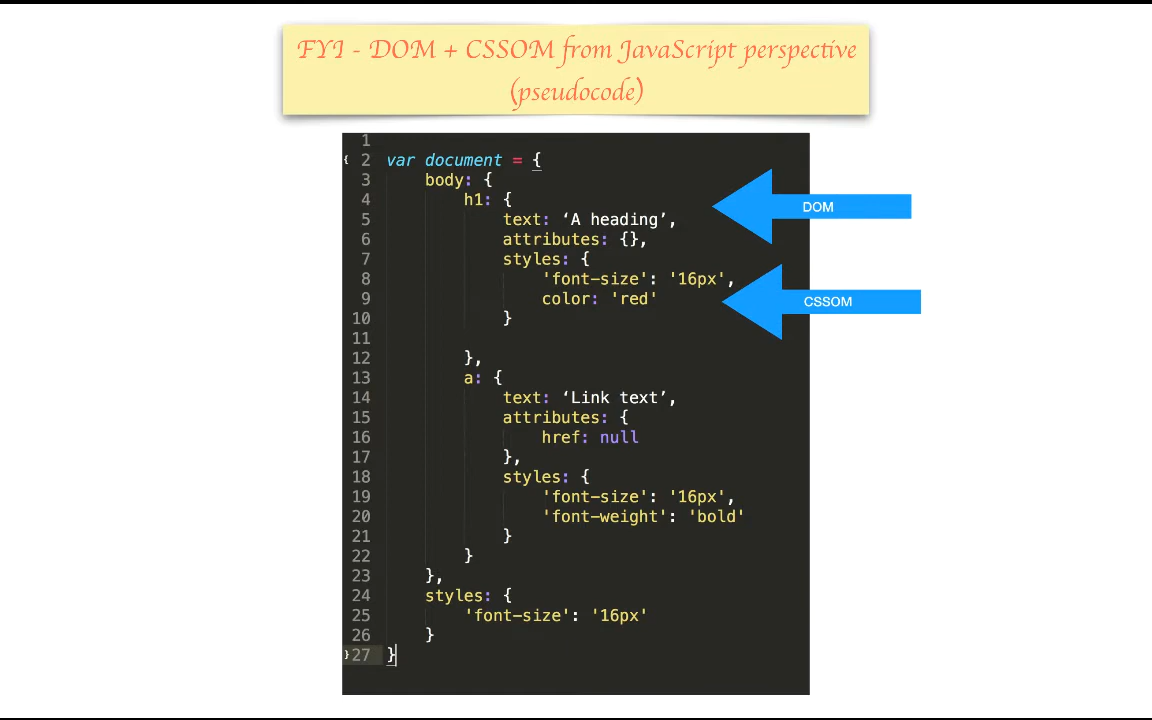 FYI - DOM + CSSOM from JavaScript perspective
(pseudocode)
1
{ 2 var document = {
3 body: {
4 h1: {
5 text: ‘A heading’,
6 attributes: {},
7 styles: {
8 'font-size': '16px',
9 color: 'red'
10 }
11
12 },
13 a: {
14 text: ‘Link text’,
15 attributes: {
16 href: null
17 },
18 styles: {
19 'font-size': '16px',
20 'font-weight': 'bold'
21 }
22 }
23 },
24 styles: {
25 'font-size': '16px'
26 }
} 27 }
DOM
CSSOM